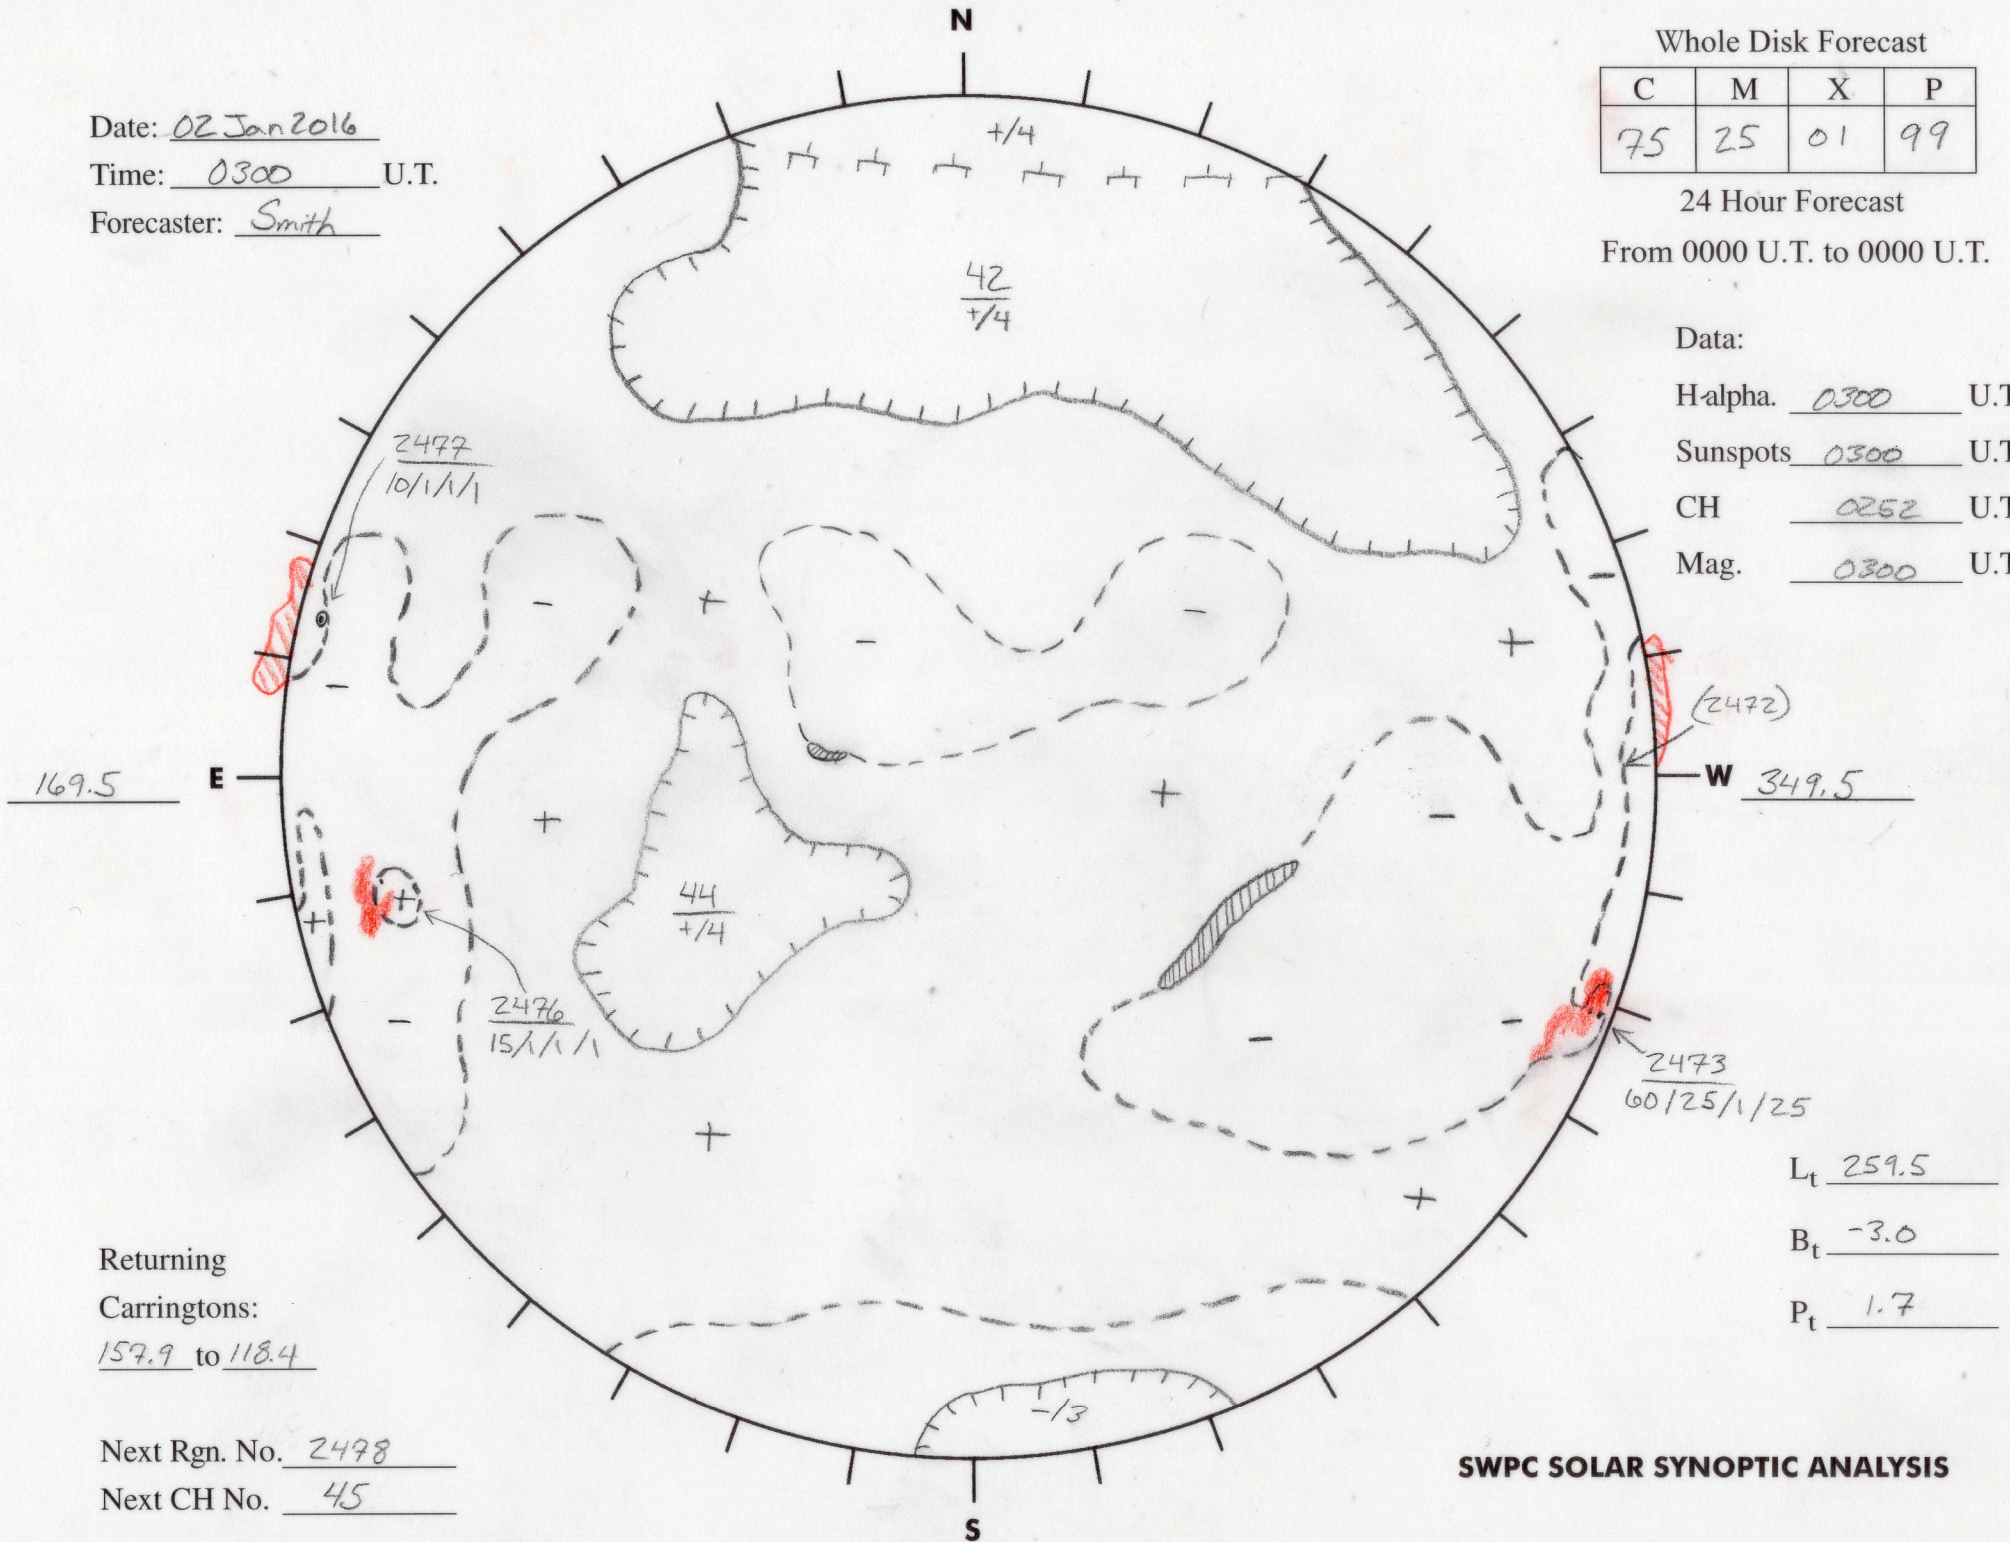 N
Whole Disk Forecast
C M X P
75 25 01 99
24 Hour Forecast
From 0000 U.T. to 0000 U.T.
Date: 02 Jan 2016
Time: 0300 U.T.
Forecaster: Smith
+/4
42
+/4
Data:
H-alpha. 0300 U.T
Sunspots 0300 U.T
CH 0252 U.T
Mag. 0300 U.T
2477
10/1/1/1
-
+
-
-
+
-
-
(2472)
169.5 E
W 349.5
+
+
-
+
+
44
+/4
-
2476
15/1/1/1
-
-
2473
60/25/1/25
+
+
Lt 259.5
Bt -3.0
Pt 1.7
Returning
Carringtons:
157.9 to 118.4
-/3
Next Rgn. No. 2478
Next CH No. 45
SWPC SOLAR SYNOPTIC ANALYSIS
S